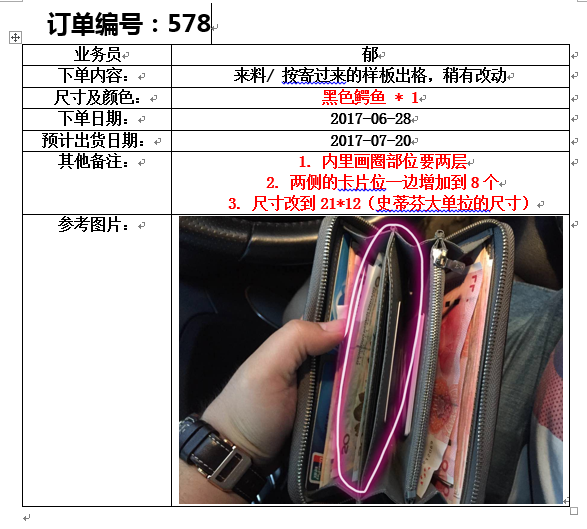 订单编号：578
业务员 郁
下单内容： 来料/ 按寄过来的样板出格，稍有改动
尺寸及颜色： 黑色鳄鱼 * 1
下单日期： 2017-06-28
预计出货日期： 2017-07-20
其他备注： 1. 内里画圈部位要两层
2. 两侧的卡片位一边增加到 8 个
3. 尺寸改到 21*12（史蒂芬大单拉的尺寸）
参考图片：